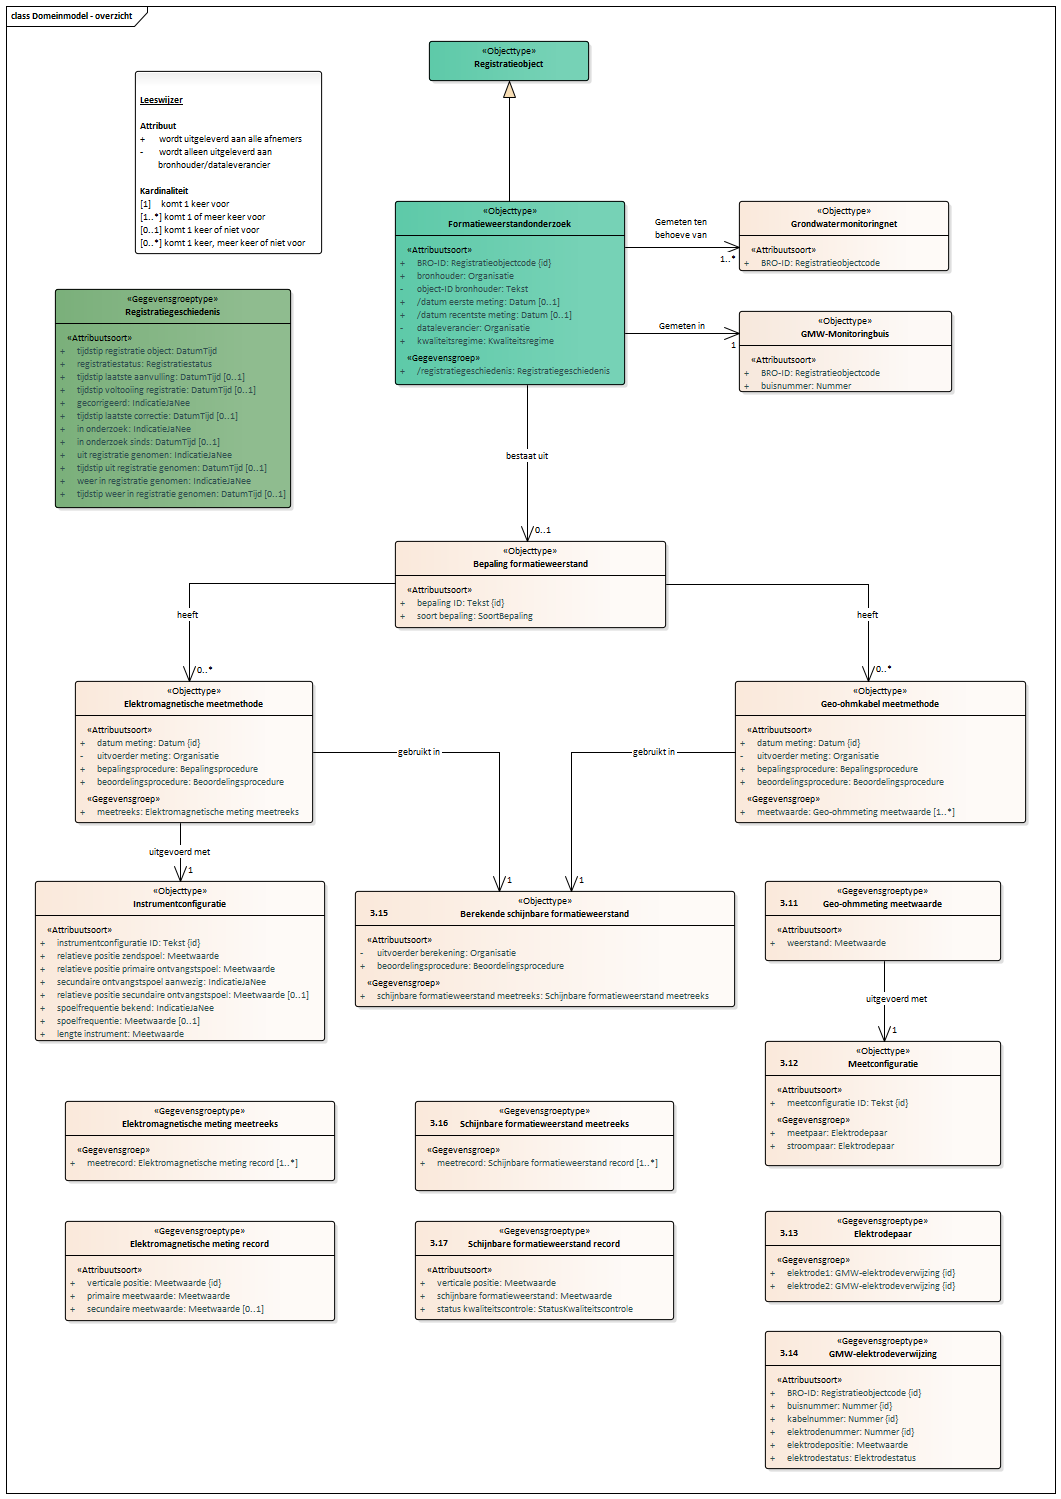 class Domeinmodel - overzicht
«Objecttype»
Registratieobject
Leeswijzer
Attribuut
+ wordt uitgeleverd aan alle afnemers
- wordt alleen uitgeleverd aan
bronhouder/dataleverancier
Kardinaliteit
[1] komt 1 keer voor
[1..*] komt 1 of meer keer voor
[0..1] komt 1 keer of niet voor
[0..*] komt 1 keer, meer keer of niet voor
«Objecttype»
Formatieweerstandonderzoek
«Attribuutsoort»
+ BRO-ID: Registratieobjectcode {id}
+ bronhouder: Organisatie
- object-ID bronhouder: Tekst
+ /datum eerste meting: Datum [0..1]
+ /datum recentste meting: Datum [0..1]
- dataleverancier: Organisatie
+ kwaliteitsregime: Kwaliteitsregime
«Gegevensgroep»
+ /registratiegeschiedenis: Registratiegeschiedenis
Gemeten ten
behoeve van
1..*
«Objecttype»
Grondwatermonitoringnet
«Attribuutsoort»
+ BRO-ID: Registratieobjectcode
Gemeten in
1
«Objecttype»
GMW-Monitoringbuis
«Attribuutsoort»
+ BRO-ID: Registratieobjectcode
+ buisnummer: Nummer
«Gegevensgroeptype»
Registratiegeschiedenis
«Attribuutsoort»
+ tijdstip registratie object: DatumTijd
+ registratiestatus: Registratiestatus
+ tijdstip laatste aanvulling: DatumTijd [0..1]
+ tijdstip voltooiing registratie: DatumTijd [0..1]
+ gecorrigeerd: IndicatieJaNee
+ tijdstip laatste correctie: DatumTijd [0..1]
+ in onderzoek: IndicatieJaNee
+ in onderzoek sinds: DatumTijd [0..1]
+ uit registratie genomen: IndicatieJaNee
+ tijdstip uit registratie genomen: DatumTijd [0..1]
+ weer in registratie genomen: IndicatieJaNee
+ tijdstip weer in registratie genomen: DatumTijd [0..1]
bestaat uit
0..1
«Objecttype»
Bepaling formatieweerstand
«Attribuutsoort»
+ bepaling ID: Tekst {id}
+ soort bepaling: SoortBepaling
heeft
0..*
heeft
0..*
«Objecttype»
Elektromagnetische meetmethode
«Attribuutsoort»
+ datum meting: Datum {id}
- uitvoerder meting: Organisatie
+ bepalingsprocedure: Bepalingsprocedure
+ beoordelingsprocedure: Beoordelingsprocedure
«Gegevensgroep»
+ meetreeks: Elektromagnetische meting meetreeks
«Objecttype»
Geo-ohmkabel meetmethode
«Attribuutsoort»
+ datum meting: Datum {id}
- uitvoerder meting: Organisatie
+ bepalingsprocedure: Bepalingsprocedure
+ beoordelingsprocedure: Beoordelingsprocedure
«Gegevensgroep»
+ meetwaarde: Geo-ohmmeting meetwaarde [1..*]
gebruikt in
1
gebruikt in
1
uitgevoerd met
1
«Objecttype»
Instrumentconfiguratie
«Attribuutsoort»
+ instrumentconfiguratie ID: Tekst {id}
+ relatieve positie zendspoel: Meetwaarde
+ relatieve positie primaire ontvangstspoel: Meetwaarde
+ secundaire ontvangstspoel aanwezig: IndicatieJaNee
+ relatieve positie secundaire ontvangstspoel: Meetwaarde [0..1]
+ spoelfrequentie bekend: IndicatieJaNee
+ spoelfrequentie: Meetwaarde [0..1]
+ lengte instrument: Meetwaarde
«Objecttype»
3.15 Berekende schijnbare formatieweerstand
«Attribuutsoort»
- uitvoerder berekening: Organisatie
+ beoordelingsprocedure: Beoordelingsprocedure
«Gegevensgroep»
+ schijnbare formatieweerstand meetreeks: Schijnbare formatieweerstand meetreeks
«Gegevensgroeptype»
3.11 Geo-ohmmeting meetwaarde
«Attribuutsoort»
+ weerstand: Meetwaarde
uitgevoerd met
1
«Objecttype»
3.12 Meetconfiguratie
«Attribuutsoort»
+ meetconfiguratie ID: Tekst {id}
«Gegevensgroep»
+ meetpaar: Elektrodepaar
+ stroompaar: Elektrodepaar
«Gegevensgroeptype»
Elektromagnetische meting meetreeks
«Gegevensgroep»
+ meetrecord: Elektromagnetische meting record [1..*]
«Gegevensgroeptype»
3.16 Schijnbare formatieweerstand meetreeks
«Gegevensgroep»
+ meetrecord: Schijnbare formatieweerstand record [1..*]
«Gegevensgroeptype»
Elektromagnetische meting record
«Attribuutsoort»
+ verticale positie: Meetwaarde {id}
+ primaire meetwaarde: Meetwaarde
+ secundaire meetwaarde: Meetwaarde [0..1]
«Gegevensgroeptype»
3.17 Schijnbare formatieweerstand record
«Attribuutsoort»
+ verticale positie: Meetwaarde
+ schijnbare formatieweerstand: Meetwaarde
+ status kwaliteitscontrole: StatusKwaliteitscontrole
«Gegevensgroeptype»
3.13 Elektrodepaar
«Gegevensgroep»
+ elektrode1: GMW-elektrodeverwijzing {id}
+ elektrode2: GMW-elektrodeverwijzing {id}
«Gegevensgroeptype»
3.14 GMW-elektrodeverwijzing
«Attribuutsoort»
+ BRO-ID: Registratieobjectcode {id}
+ buisnummer: Nummer {id}
+ kabelnummer: Nummer {id}
+ elektrodenummer: Nummer {id}
+ elektrodepositie: Meetwaarde
+ elektrodestatus: Elektrodestatus